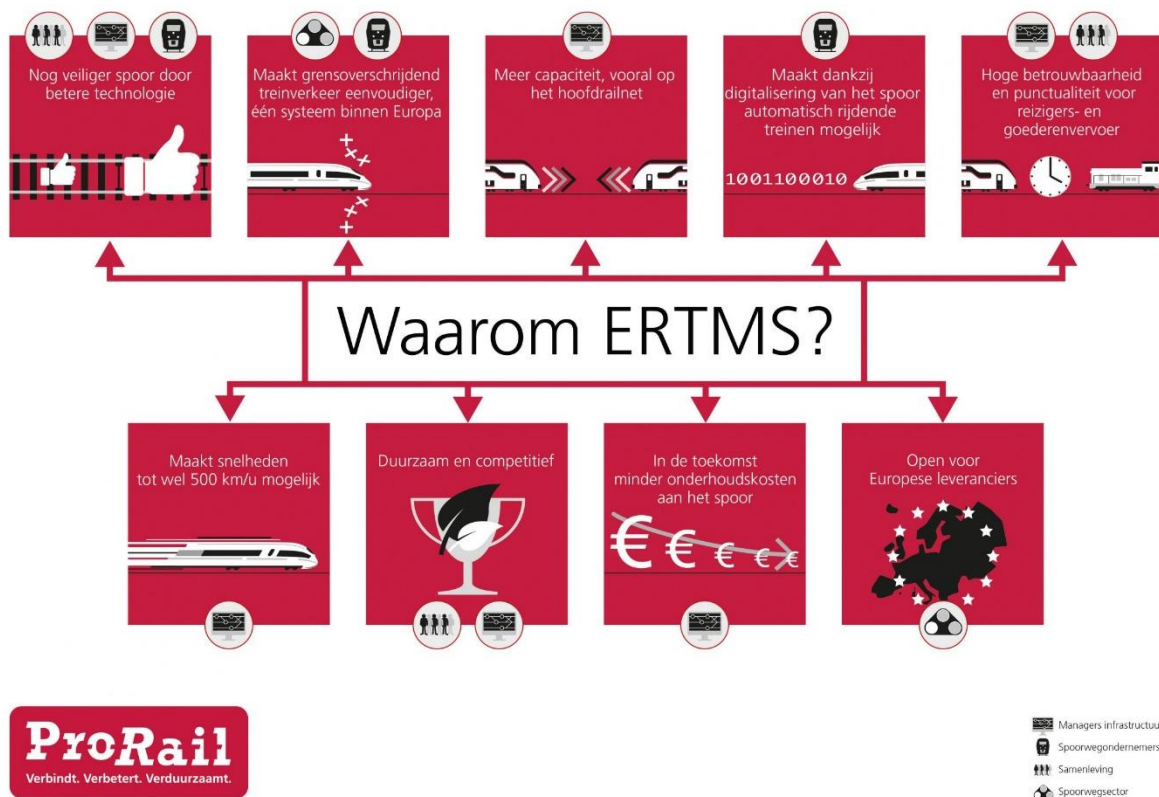 Nog veiliger spoor door
betere technologie
Maakt grensoverschrijdend
treinverkeer eenvoudiger,
één systeem binnen Europa
Meer capaciteit, vooral op
het hoofdrailnet
Maakt dankzij
digitalisering van het spoor
automatisch rijdende
treinen mogelijk
1001100010
Hoge betrouwbaarheid
en punctualiteit voor
reizigers- en
goederenvervoer
Waarom ERTMS?
Maakt snelheden
tot wel 500 km/u mogelijk
Duurzaam en competitief
In de toekomst
minder onderhoudskosten
aan het spoor
€ € € € €
Open voor
Europese leveranciers
ProRail
Verbindt. Verbetert. Verduurzaamt.
Managers infrastructuu
Spoorwegondernemers
Samenleving
Spoorwegsector